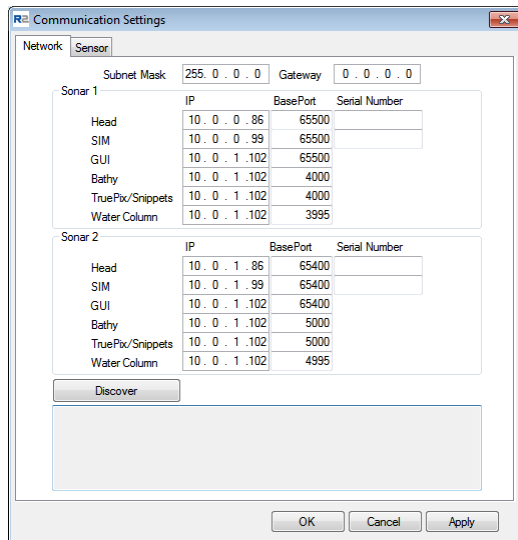 R2 Communication Settings
Network Sensor
Subnet Mask 255. 0 . 0 . 0 Gateway 0 . 0 . 0 . 0
Sonar 1
IP BasePort Serial Number
Head 10 . 0 . 0 . 86 65500
SIM 10 . 0 . 0 . 99 65500
GUI 10 . 0 . 1 .102 65500
Bathy 10 . 0 . 1 .102 4000
TruePix/Snippets 10 . 0 . 1 .102 4000
Water Column 10 . 0 . 1 .102 3995
Sonar 2
IP BasePort Serial Number
Head 10 . 0 . 1 . 86 65400
SIM 10 . 0 . 1 . 99 65400
GUI 10 . 0 . 1 .102 65400
Bathy 10 . 0 . 1 .102 5000
TruePix/Snippets 10 . 0 . 1 .102 5000
Water Column 10 . 0 . 1 .102 4995
Discover
OK Cancel Apply